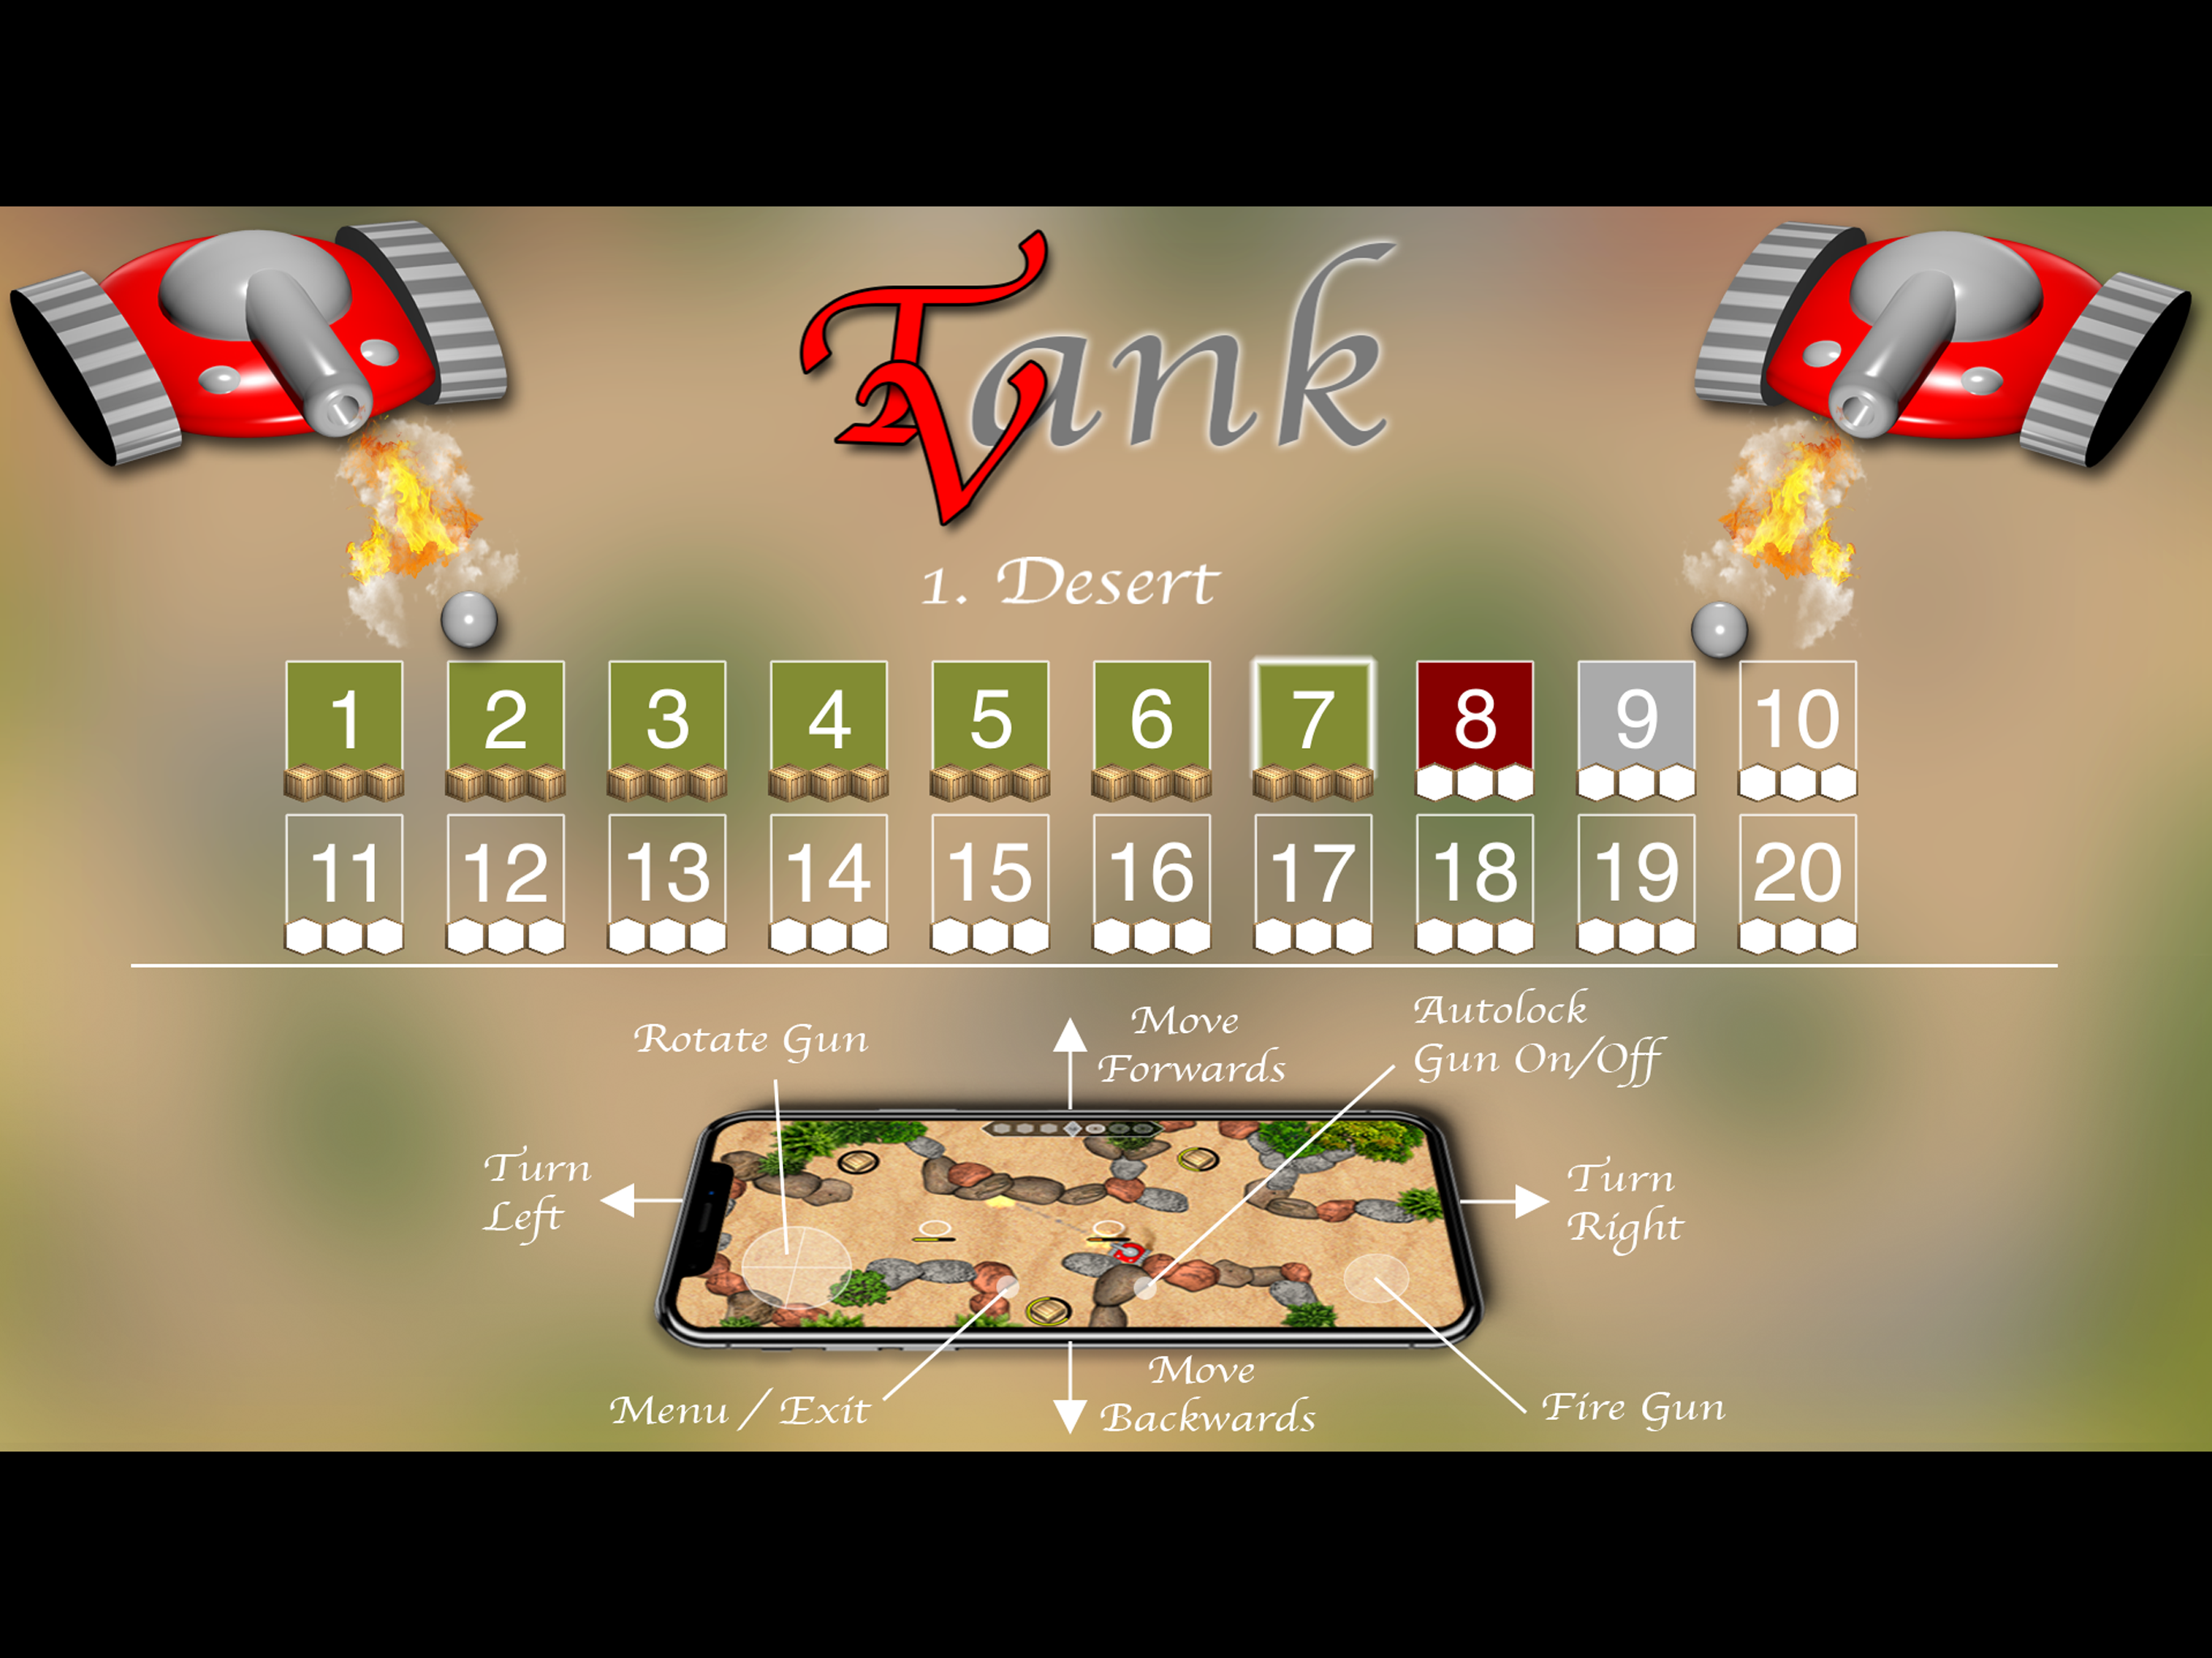 Tank
V
1. Desert
1 2 3 4 5 6 7 8 9 10
11 12 13 14 15 16 17 18 19 20
Rotate Gun
Move
Forwards
Autolock
Gun On/Off
Turn
Left
Turn
Right
Menu / Exit
Move
Backwards
Fire Gun